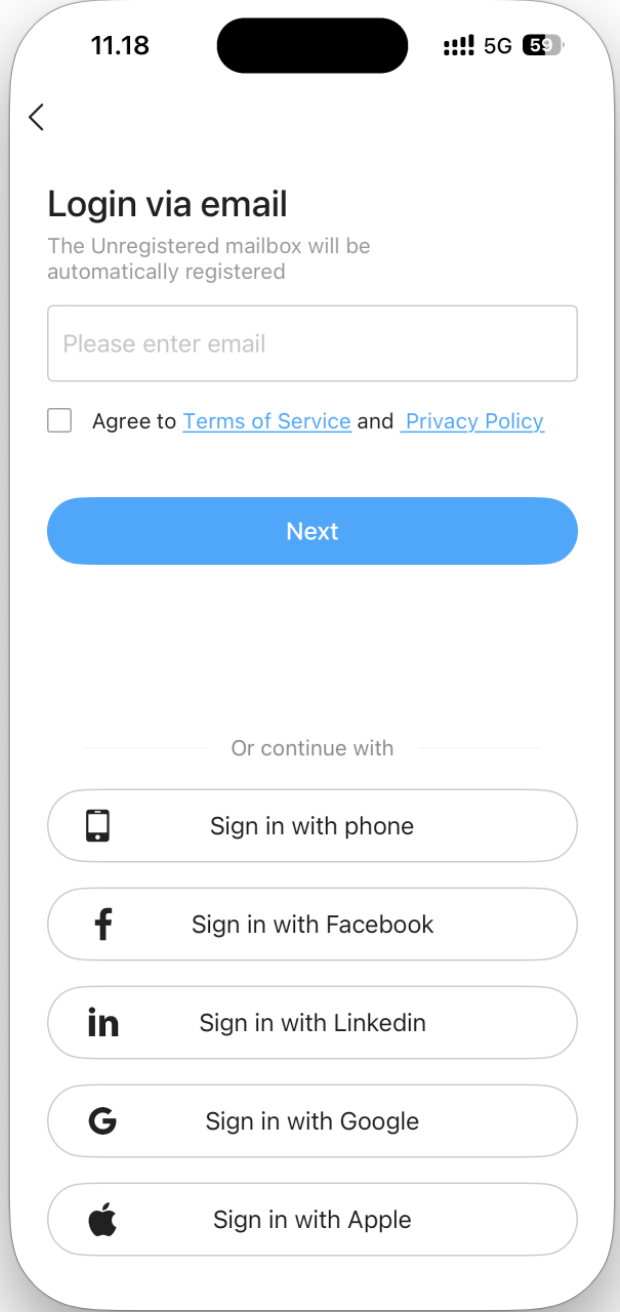 11.18
5G 59
Login via email
The Unregistered mailbox will be
automatically registered
Please enter email
Agree to Terms of Service and Privacy Policy
Next
Or continue with
Sign in with phone
Sign in with Facebook
Sign in with Linkedin
Sign in with Google
Sign in with Apple